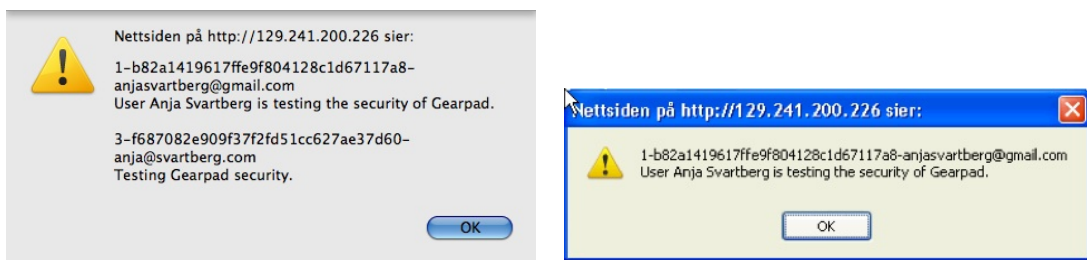 Nettsiden på http://129.241.200.226 sier:
1-b82a1419617ffe9f804128c1d67117a8-
anjasvartberg@gmail.com
User Anja Svartberg is testing the security of Gearpad.
3-f687082e909f37f2fd51cc627ae37d60-
anja@svartberg.com
Testing Gearpad security.
OK
Nettsiden på http://129.241.200.226 sier:
1-b82a1419617ffe9f804128c1d67117a8-anjasvartberg@gmail.com
User Anja Svartberg is testing the security of Gearpad.
OK